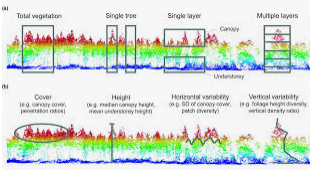 (a)
Total vegetation
Single tree
Single layer
Multiple layers
Canopy
Understorey
(b)
Cover
(e.g. canopy cover,
penetration ratios)
Height
(e.g. median canopy height,
mean understorey height)
Horizontal variability
(e.g. SD of canopy cover,
patch diversity)
Vertical variability
(e.g. foliage height diversity,
vertical density ratio)